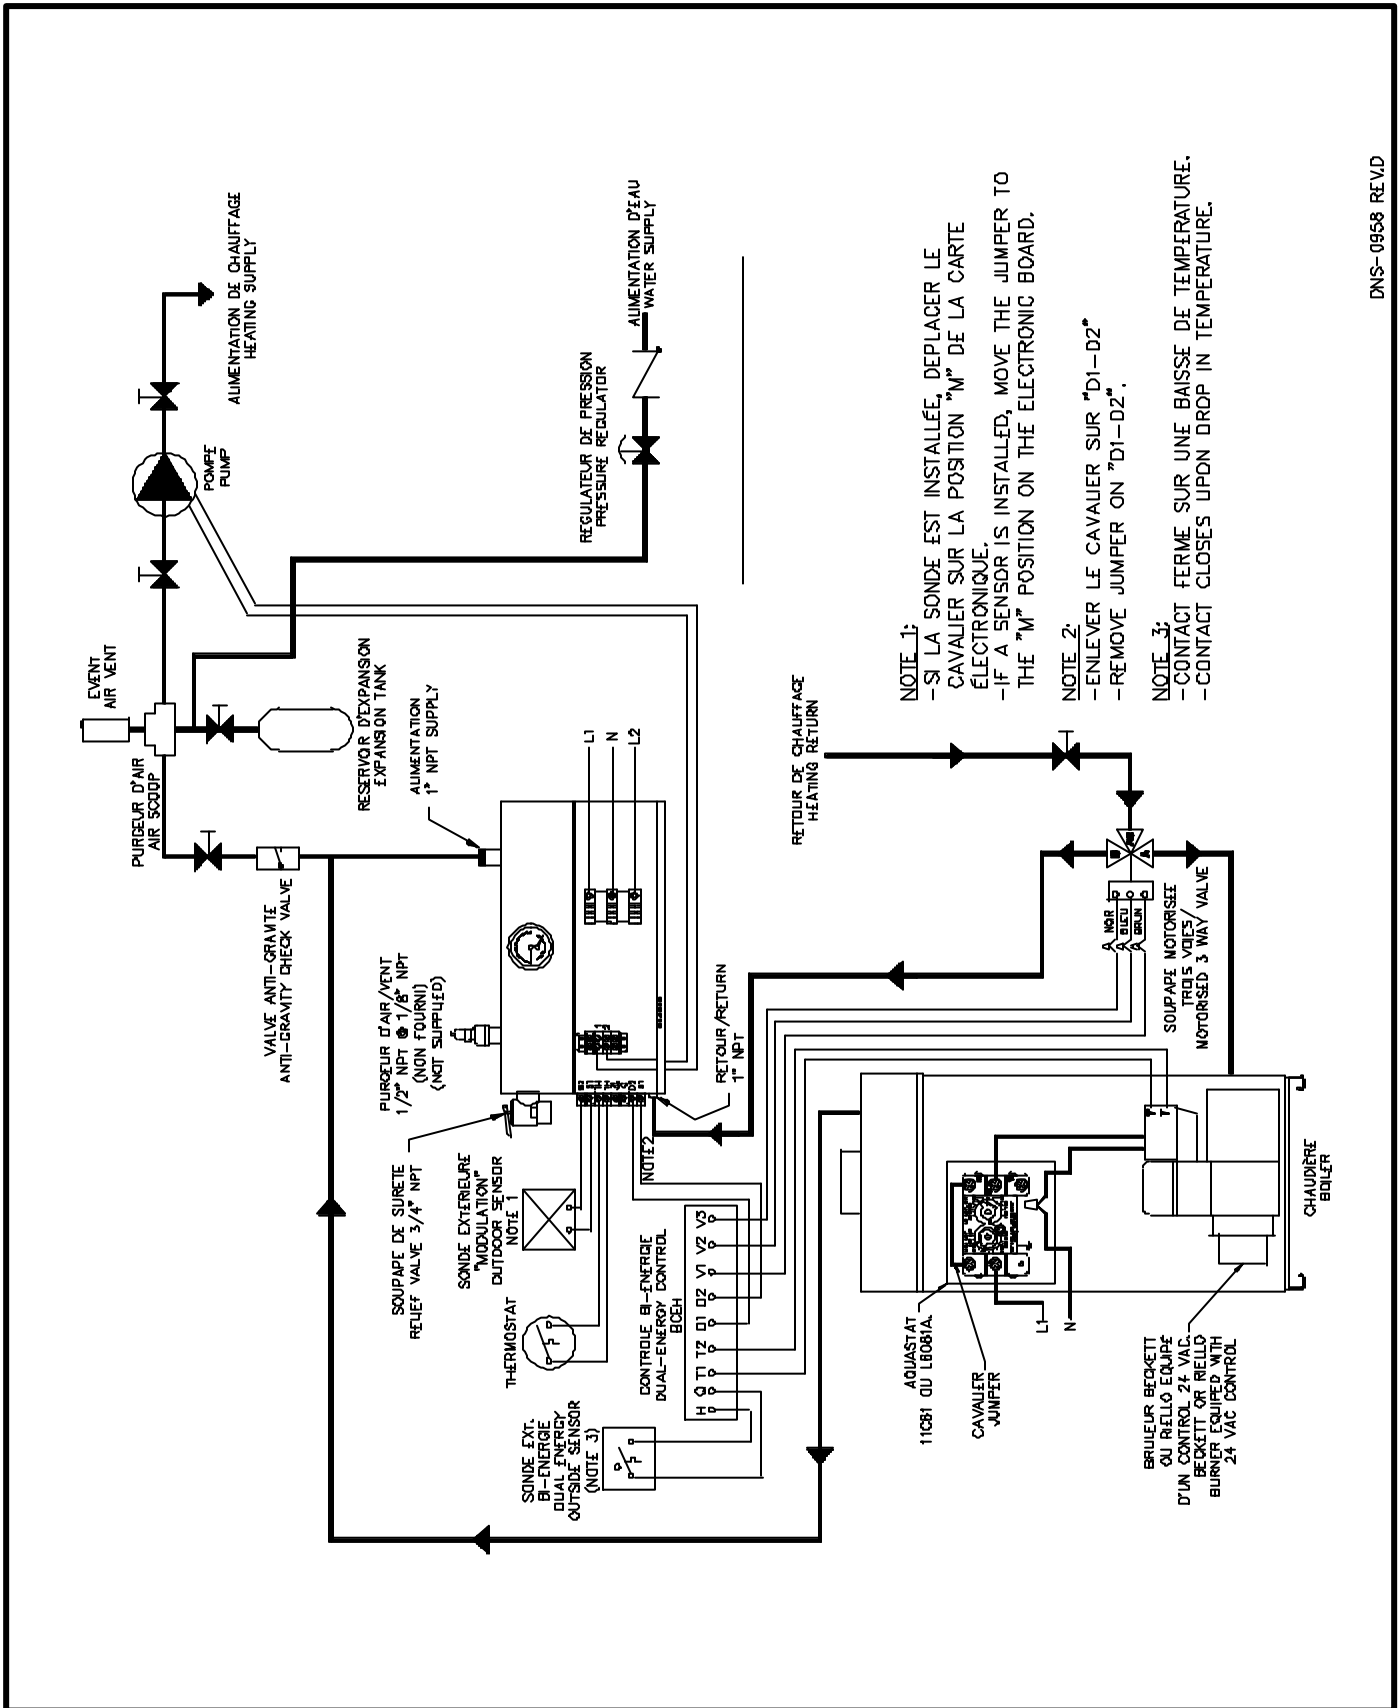 ALIMENTATION DE CHAUFFAGE
HEATING SUPPLY
POMPE
PUMP
EVENT
AIR VENT
PURGEUR D'AIR
AIR SCOOP
RESERVOIR D'EXPANSION
EXPANSION TANK
ALIMENTATION D'EAU
WATER SUPPLY
REGULATEUR DE PRESSION
PRESSURE REGULATOR
VALVE ANTI-GRAVITE
ANTI-GRAVITY CHECK VALVE
ALIMENTATION
1" NPT SUPPLY
L1
N
L2
PURGEUR D'AIR/VENT
1/2" NPT @ 1/8" NPT
(NON FOURNI)
(NOT SUPPLIED)
SOUPAPE DE SURETE
RELIEF VALVE 3/4" NPT
RETOUR/RETURN
1" NPT
NOTE2
SONDE EXTERIEURE
"MODULATION"
OUTDOOR SENSOR
NOTE 1
THERMOSTAT
SONDE EXT.
BI-ENERGIE
DUAL ENERGY
OUTSIDE SENSOR
(NOTE 3)
CONTROLE BI-ENERGIE
DUAL-ENERGY CONTROL
BCEH
H O T1 T2 D1 D2 V1 V2 V3
RETOUR DE CHAUFFAGE
HEATING RETURN
B
AB
A
NOIR
BLEU
BRUN
SOUPAPE MOTORISEE
TROIS VOIES/
MOTORISED 3 WAY VALVE
T
T
AQUASTAT
11C81 OU L8081A.
CAVALIER
JUMPER
L1
N
BRULEUR BECKETT
OU RIELLO EQUIPE
D'UN CONTROL 24 VAC.
BECKETT OR RIELLO
BURNER EQUIPED WITH
24 VAC CONTROL
CHAUDIÈRE
BOILER
NOTE 1:
- SI LA SONDE EST INSTALLÉE, DEPLACER LE
CAVALIER SUR LA POSITION "M" DE LA CARTE
ÉLECTRONIQUE.
- IF A SENSOR IS INSTALLED, MOVE THE JUMPER TO
THE "M" POSITION ON THE ELECTRONIC BOARD.
NOTE 2:
- ENLEVER LE CAVALIER SUR "D1-D2"
- REMOVE JUMPER ON "D1-D2".
NOTE 3:
- CONTACT FERME SUR UNE BAISSE DE TEMPERATURE.
- CONTACT CLOSES UPON DROP IN TEMPERATURE.
DNS-0958 REV.D